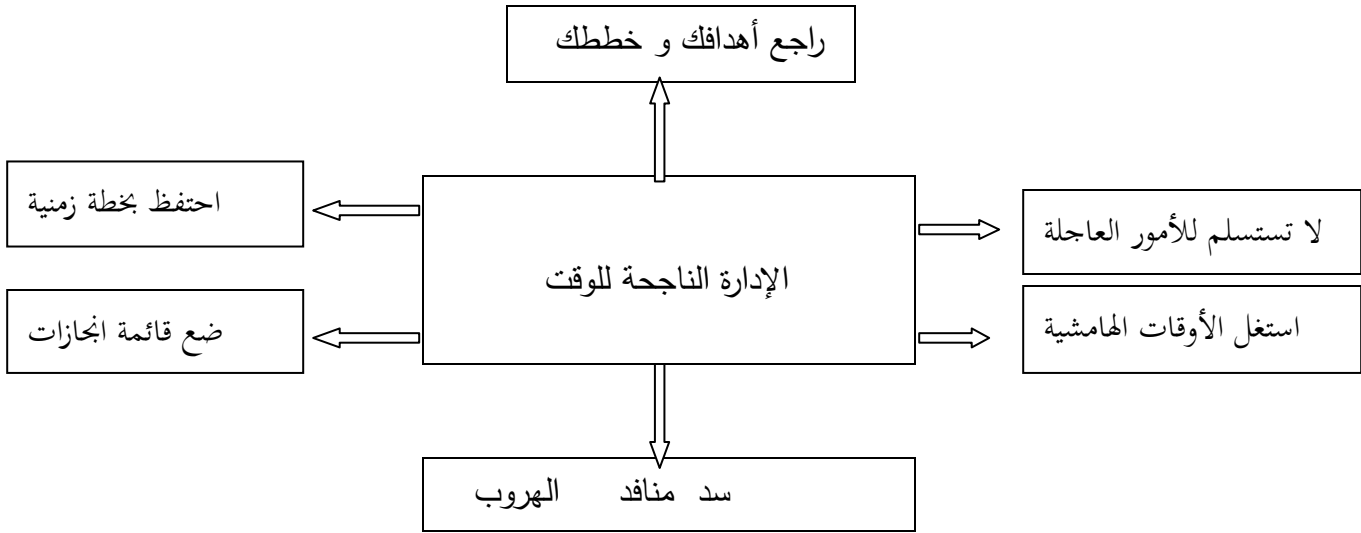 راجع أهدافك و خططك
احتفظ بخطة زمنية
لا تستسلم للأمور العاجلة
الإدارة الناجحة للوقت
ضع قائمة انجازات
استغل الأوقات الهامشية
سد منافد الهروب